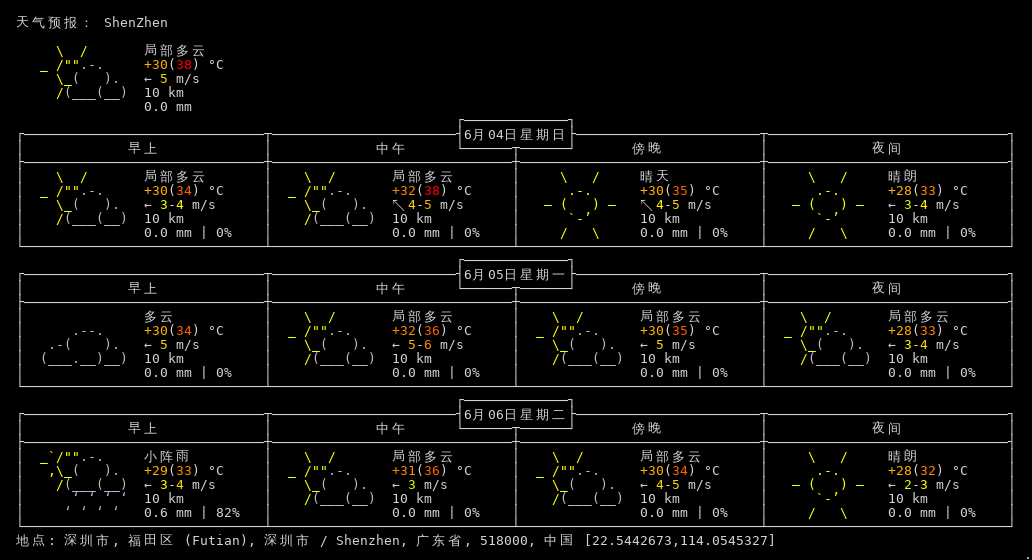 天气预报： ShenZhen
局部多云
+30(38) °C
← 5 m/s
10 km
0.0 mm
6月04日星期日
早上 中午 傍晚 夜间
局部多云 局部多云 晴天 晴朗
+30(34) °C +32(38) °C +30(35) °C +28(33) °C
← 3-4 m/s ↖ 4-5 m/s ↖ 4-5 m/s ← 3-4 m/s
10 km 10 km 10 km 10 km
0.0 mm | 0% 0.0 mm | 0% 0.0 mm | 0% 0.0 mm | 0%
6月05日星期一
早上 中午 傍晚 夜间
多云 局部多云 局部多云 局部多云
+30(34) °C +32(36) °C +30(35) °C +28(33) °C
← 5 m/s ← 5-6 m/s ← 5 m/s ← 3-4 m/s
10 km 10 km 10 km 10 km
0.0 mm | 0% 0.0 mm | 0% 0.0 mm | 0% 0.0 mm | 0%
6月06日星期二
早上 中午 傍晚 夜间
小阵雨 局部多云 局部多云 晴朗
+29(33) °C +31(36) °C +30(34) °C +28(32) °C
← 3-4 m/s ← 3 m/s ← 4-5 m/s ← 2-3 m/s
10 km 10 km 10 km 10 km
0.6 mm | 82% 0.0 mm | 0% 0.0 mm | 0% 0.0 mm | 0%
地点: 深圳市, 福田区 (Futian), 深圳市 / Shenzhen, 广东省, 518000, 中国 [22.5442673,114.0545327]